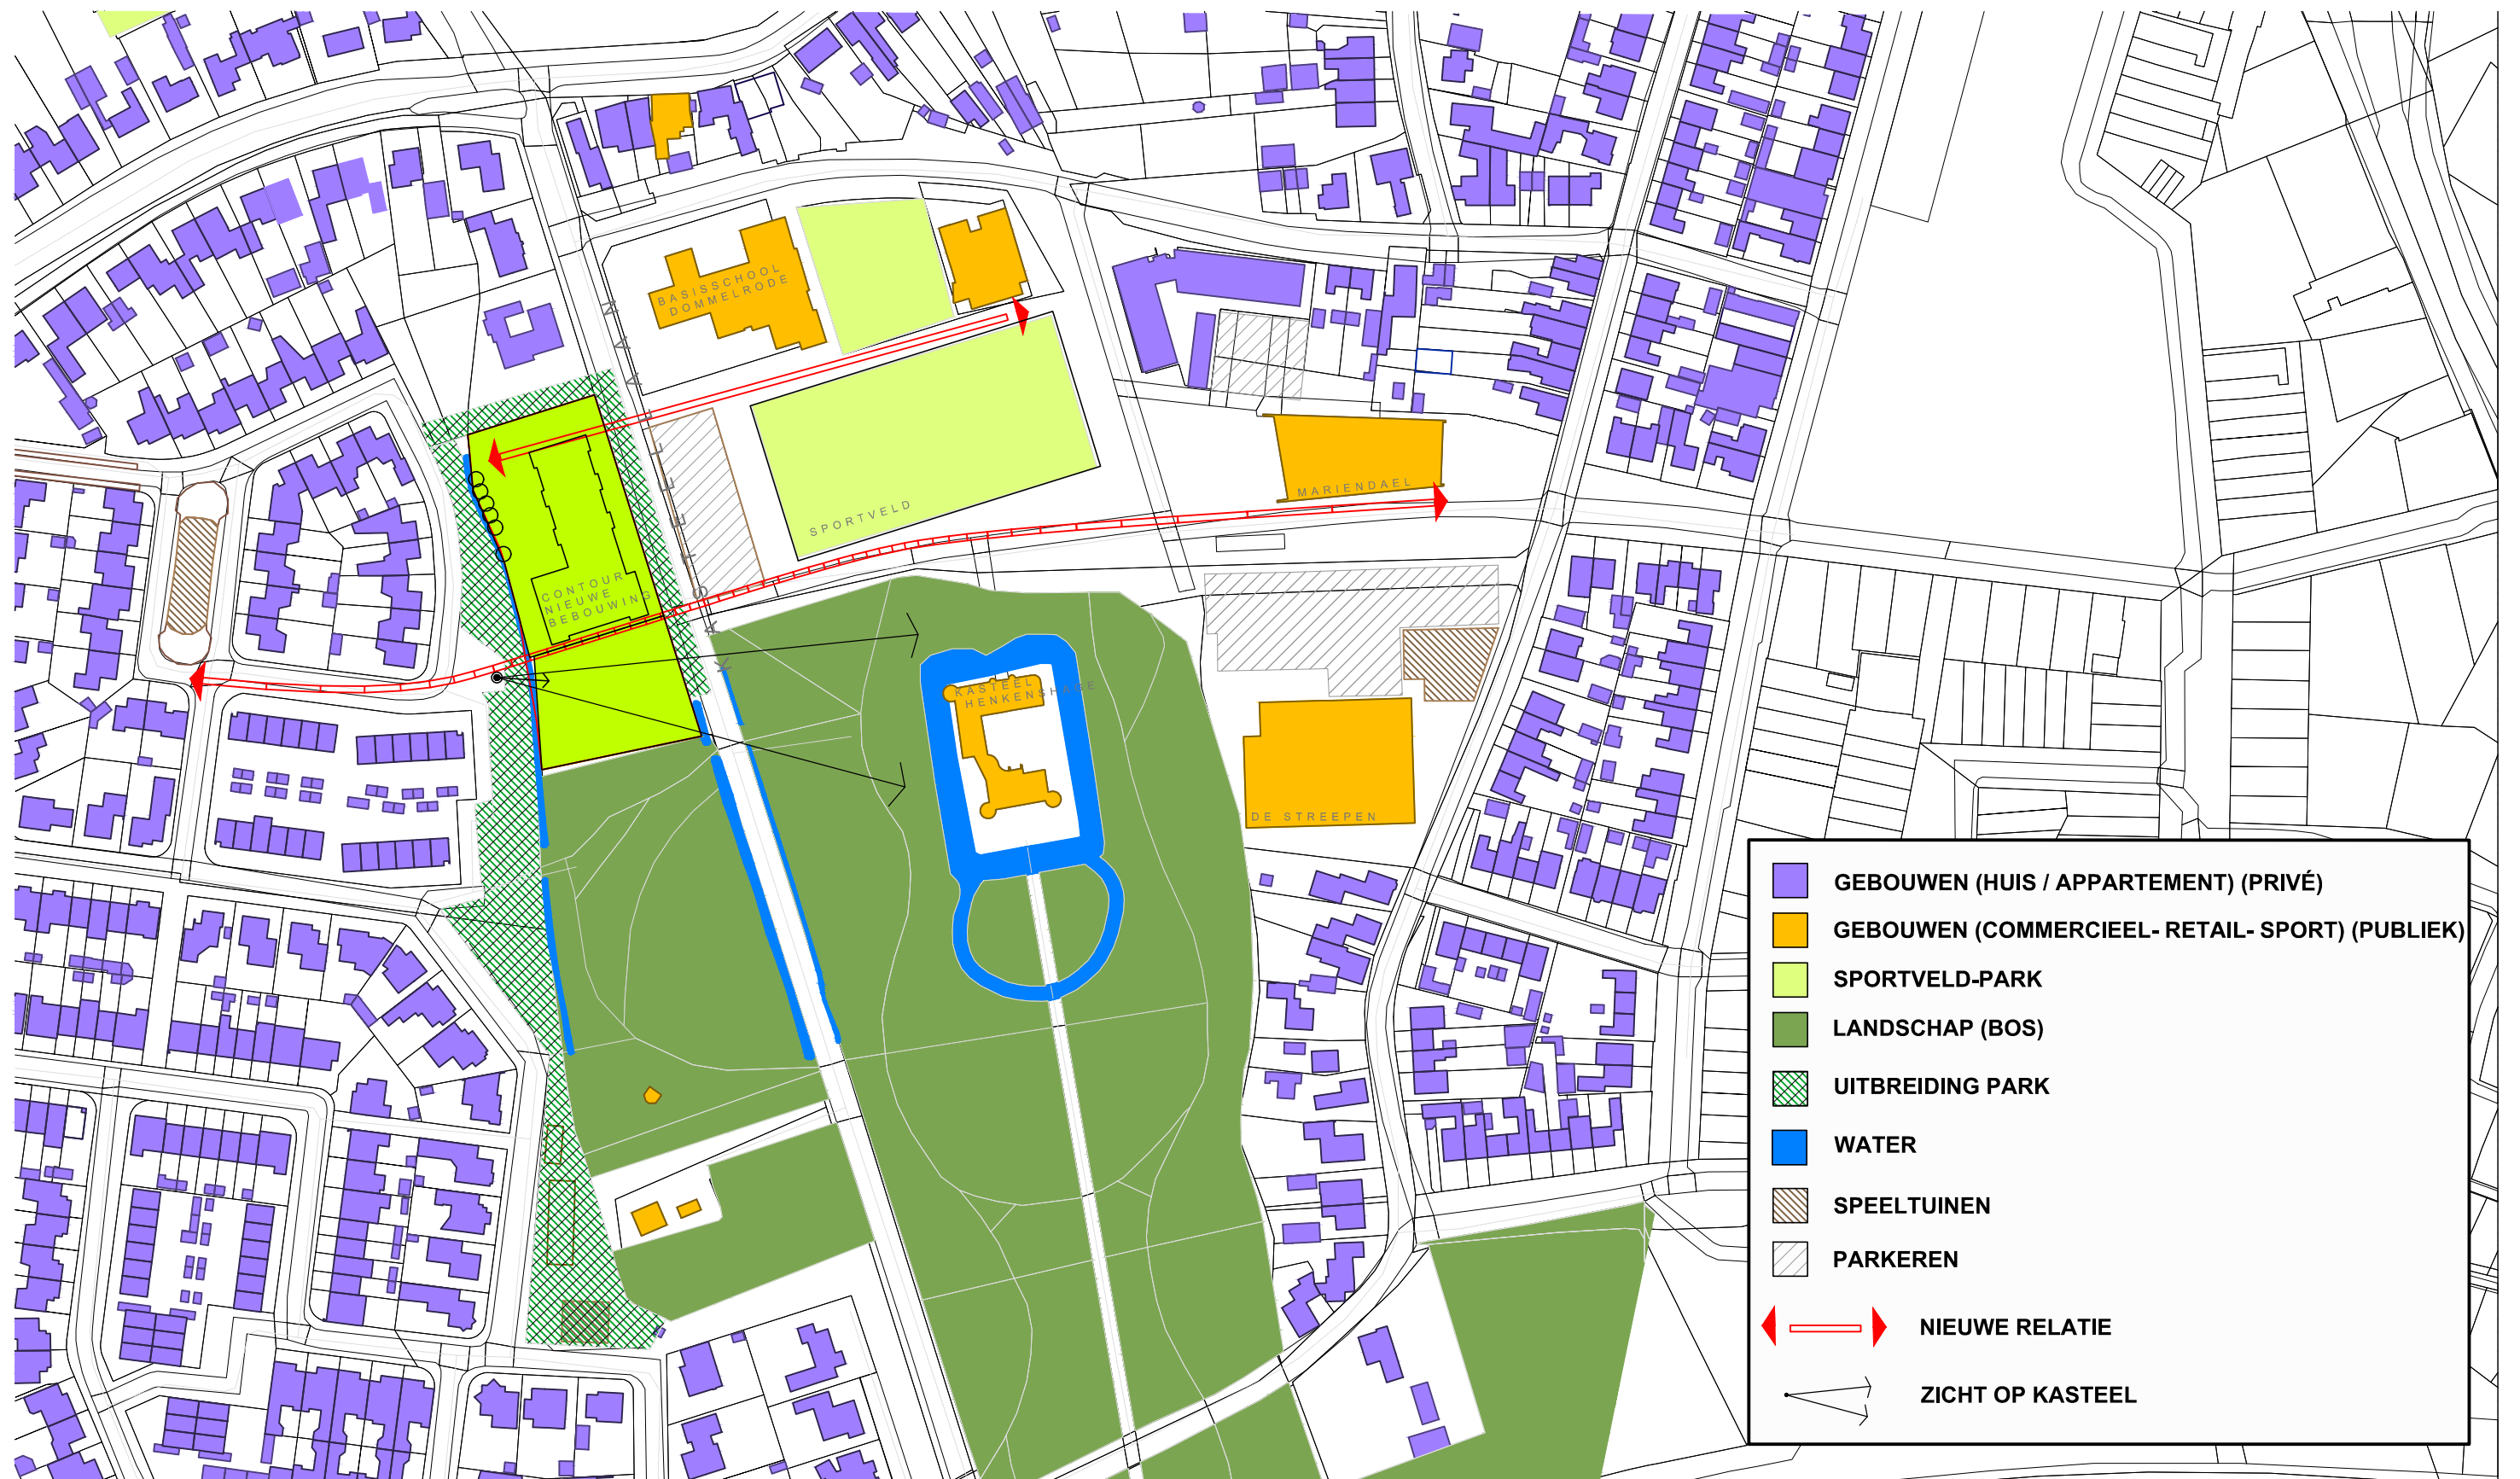 BASISSCHOOL
DOMMELRODE
KASTEELLAAN
SPORTVELD
MARIENDAEL
CONTOUR
NIEUWE
BEBOUWING
KASTEEL
HENKENSHAGE
DE STREEPEN
GEBOUWEN (HUIS / APPARTEMENT) (PRIVÉ)
GEBOUWEN (COMMERCIEEL- RETAIL- SPORT) (PUBLIEK)
SPORTVELD-PARK
LANDSCHAP (BOS)
UITBREIDING PARK
WATER
SPEELTUINEN
PARKEREN
NIEUWE RELATIE
ZICHT OP KASTEEL